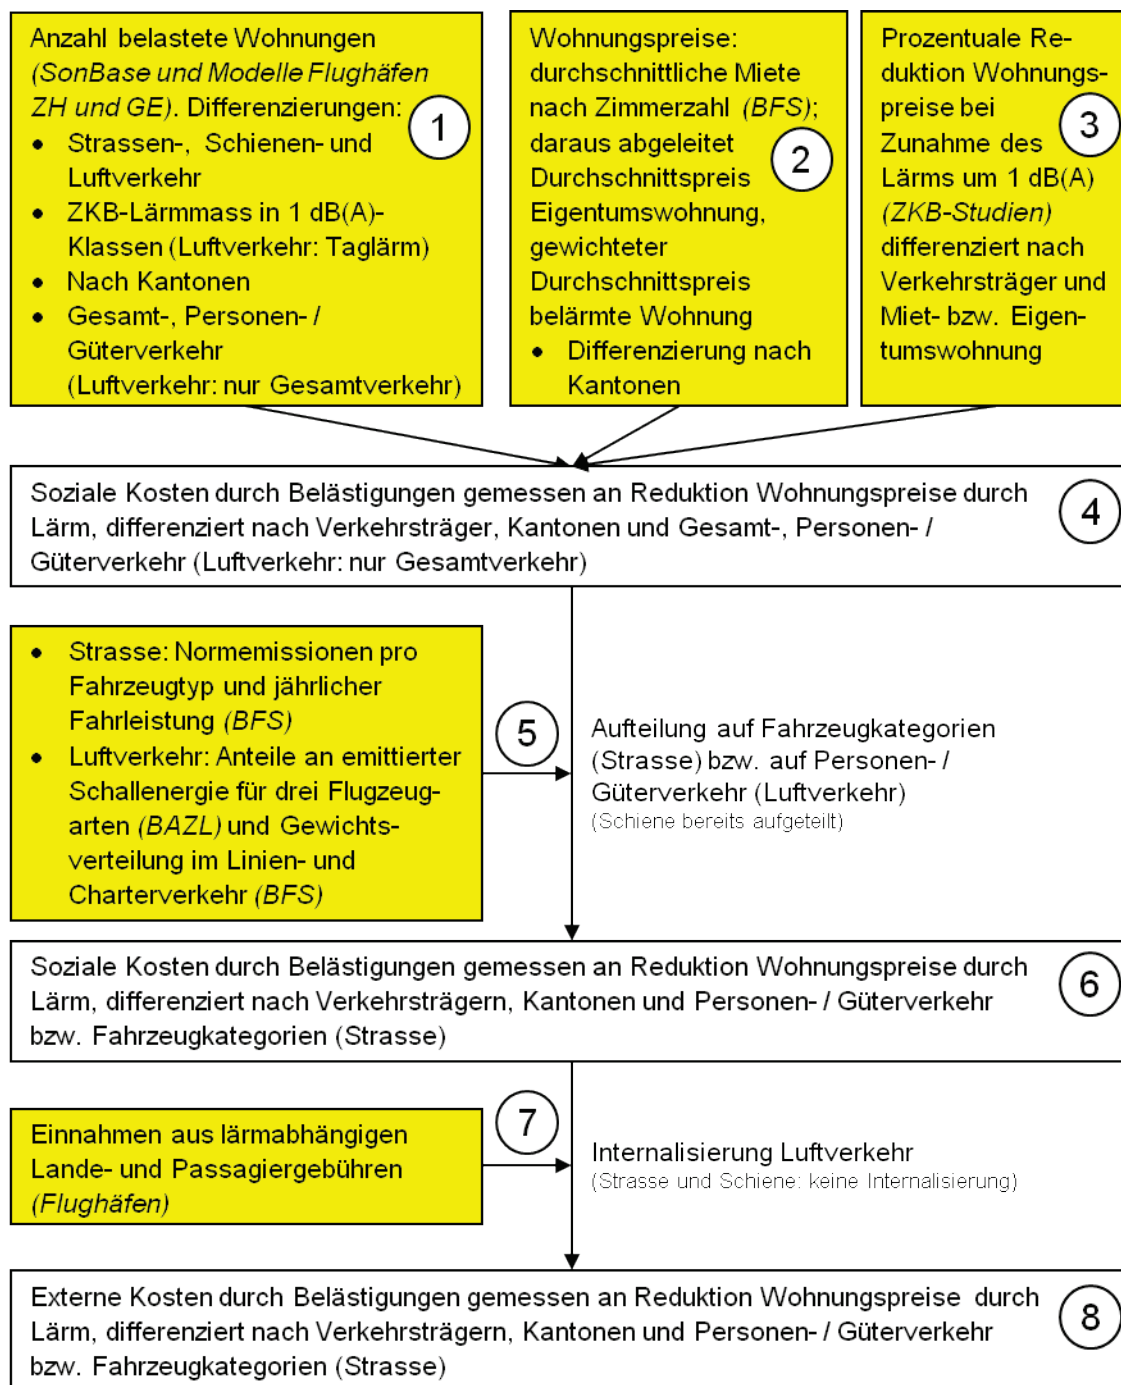 Anzahl belastete Wohnungen
(SonBase und Modelle Flughäfen
ZH und GE). Differenzierungen:
1
• Strassen-, Schienen- und
Luftverkehr
• ZKB-Lärmmass in 1 dB(A)-
Klassen (Luftverkehr: Taglärm)
• Nach Kantonen
• Gesamt-, Personen- /
Güterverkehr
(Luftverkehr: nur Gesamtverkehr)
Wohnungspreise:
durchschnittliche Miete
nach Zimmerzahl (BFS);
daraus abgeleitet
2
Durchschnittspreis
Eigentumswohnung,
gewichteter
Durchschnittspreis
belärmte Wohnung
• Differenzierung nach
Kantonen
Prozentuale Re-
duktion Wohnungs-
preise bei
3
Zunahme des
Lärms um 1 dB(A)
(ZKB-Studien)
differenziert nach
Verkehrsträger und
Miet- bzw. Eigen-
tumswohnung
Soziale Kosten durch Belästigungen gemessen an Reduktion Wohnungspreise durch
Lärm, differenziert nach Verkehrsträger, Kantonen und Gesamt-, Personen- /
Güterverkehr (Luftverkehr: nur Gesamtverkehr)
4
• Strasse: Normemissionen pro
Fahrzeugtyp und jährlicher
Fahrleistung (BFS)
• Luftverkehr: Anteile an emittierter
Schallenergie für drei Flugzeug-
arten (BAZL) und Gewichts-
verteilung im Linien- und
Charterverkehr (BFS)
5
Aufteilung auf Fahrzeugkategorien
(Strasse) bzw. auf Personen- /
Güterverkehr (Luftverkehr)
(Schiene bereits aufgeteilt)
Soziale Kosten durch Belästigungen gemessen an Reduktion Wohnungspreise durch
Lärm, differenziert nach Verkehrsträgern, Kantonen und Personen- / Güterverkehr
bzw. Fahrzeugkategorien (Strasse)
6
Einnahmen aus lärmabhängigen
Lande- und Passagiergebühren
(Flughäfen)
7
Internalisierung Luftverkehr
(Strasse und Schiene: keine Internalisierung)
Externe Kosten durch Belästigungen gemessen an Reduktion Wohnungspreise durch
Lärm, differenziert nach Verkehrsträgern, Kantonen und Personen- / Güterverkehr
bzw. Fahrzeugkategorien (Strasse)
8